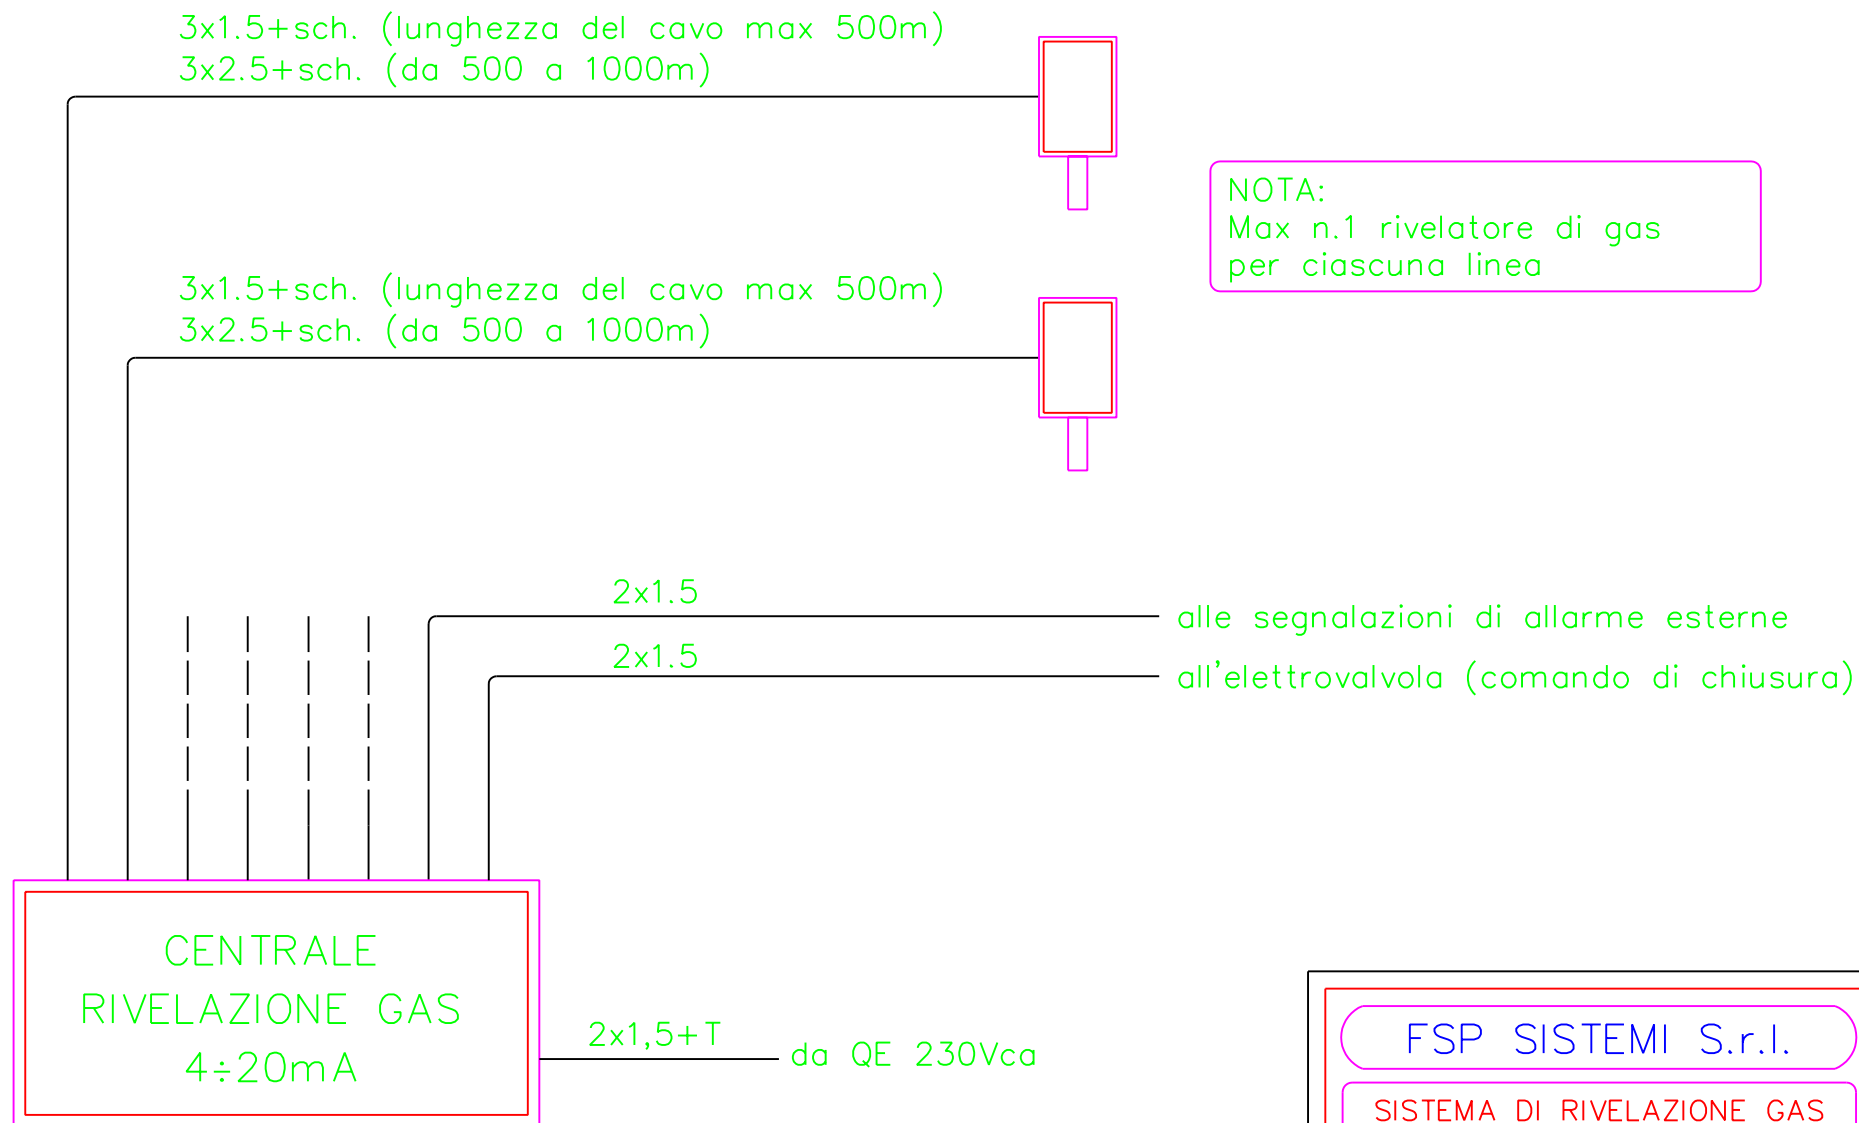 3x1.5+sch. (lunghezza del cavo max 500m)
3x2.5+sch. (da 500 a 1000m)
NOTA:
Max n.1 rivelatore di gas
per ciascuna linea
3x1.5+sch. (lunghezza del cavo max 500m)
3x2.5+sch. (da 500 a 1000m)
2x1.5
alle segnalazioni di allarme esterne
2x1.5
all'elettrovalvola (comando di chiusura)
CENTRALE
RIVELAZIONE GAS
4÷20mA
2x1,5+T
da QE 230Vca
FSP SISTEMI S.r.l.
SISTEMA DI RIVELAZIONE GAS